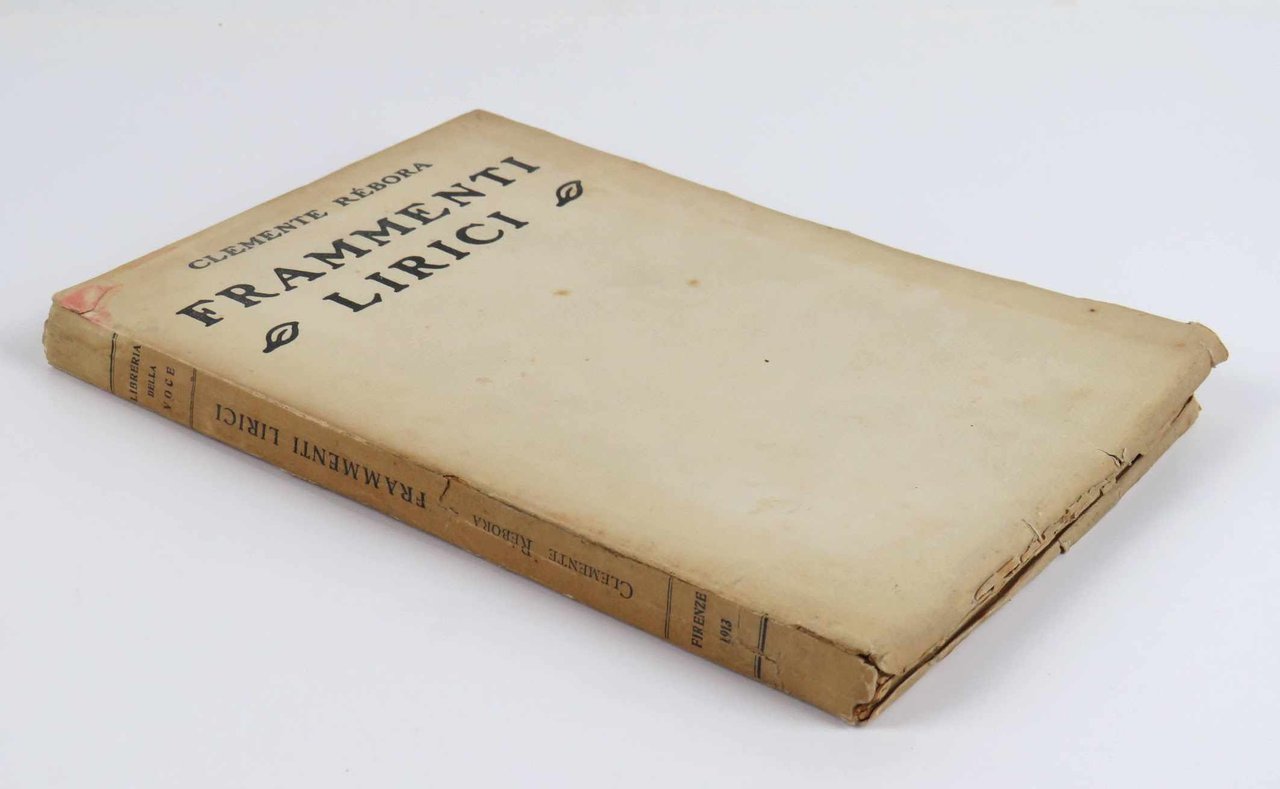 CLEMENTE RÉBORA
FRAMMENTI
LIRICI
LIBRERIA
DELLA
VOCE
FRAMMENTI LIRICI
CLEMENTE RÉBORA
FIRENZE
1913